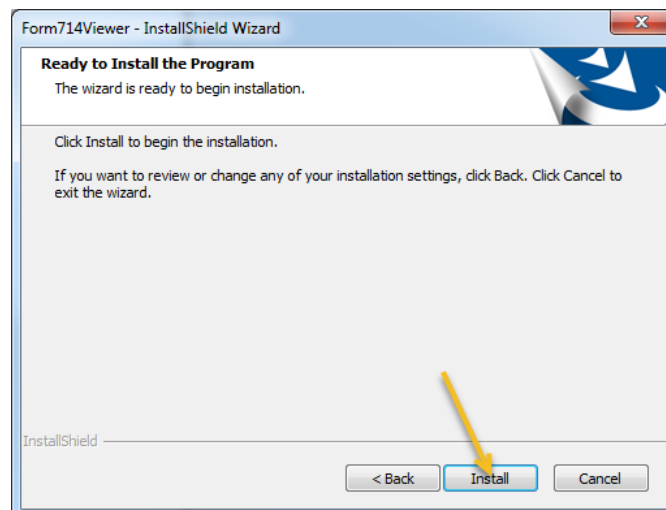 Form714Viewer - InstallShield Wizard
Ready to Install the Program
The wizard is ready to begin installation.
Click Install to begin the installation.
If you want to review or change any of your installation settings, click Back. Click Cancel to
exit the wizard.
InstallShield
< Back Install Cancel